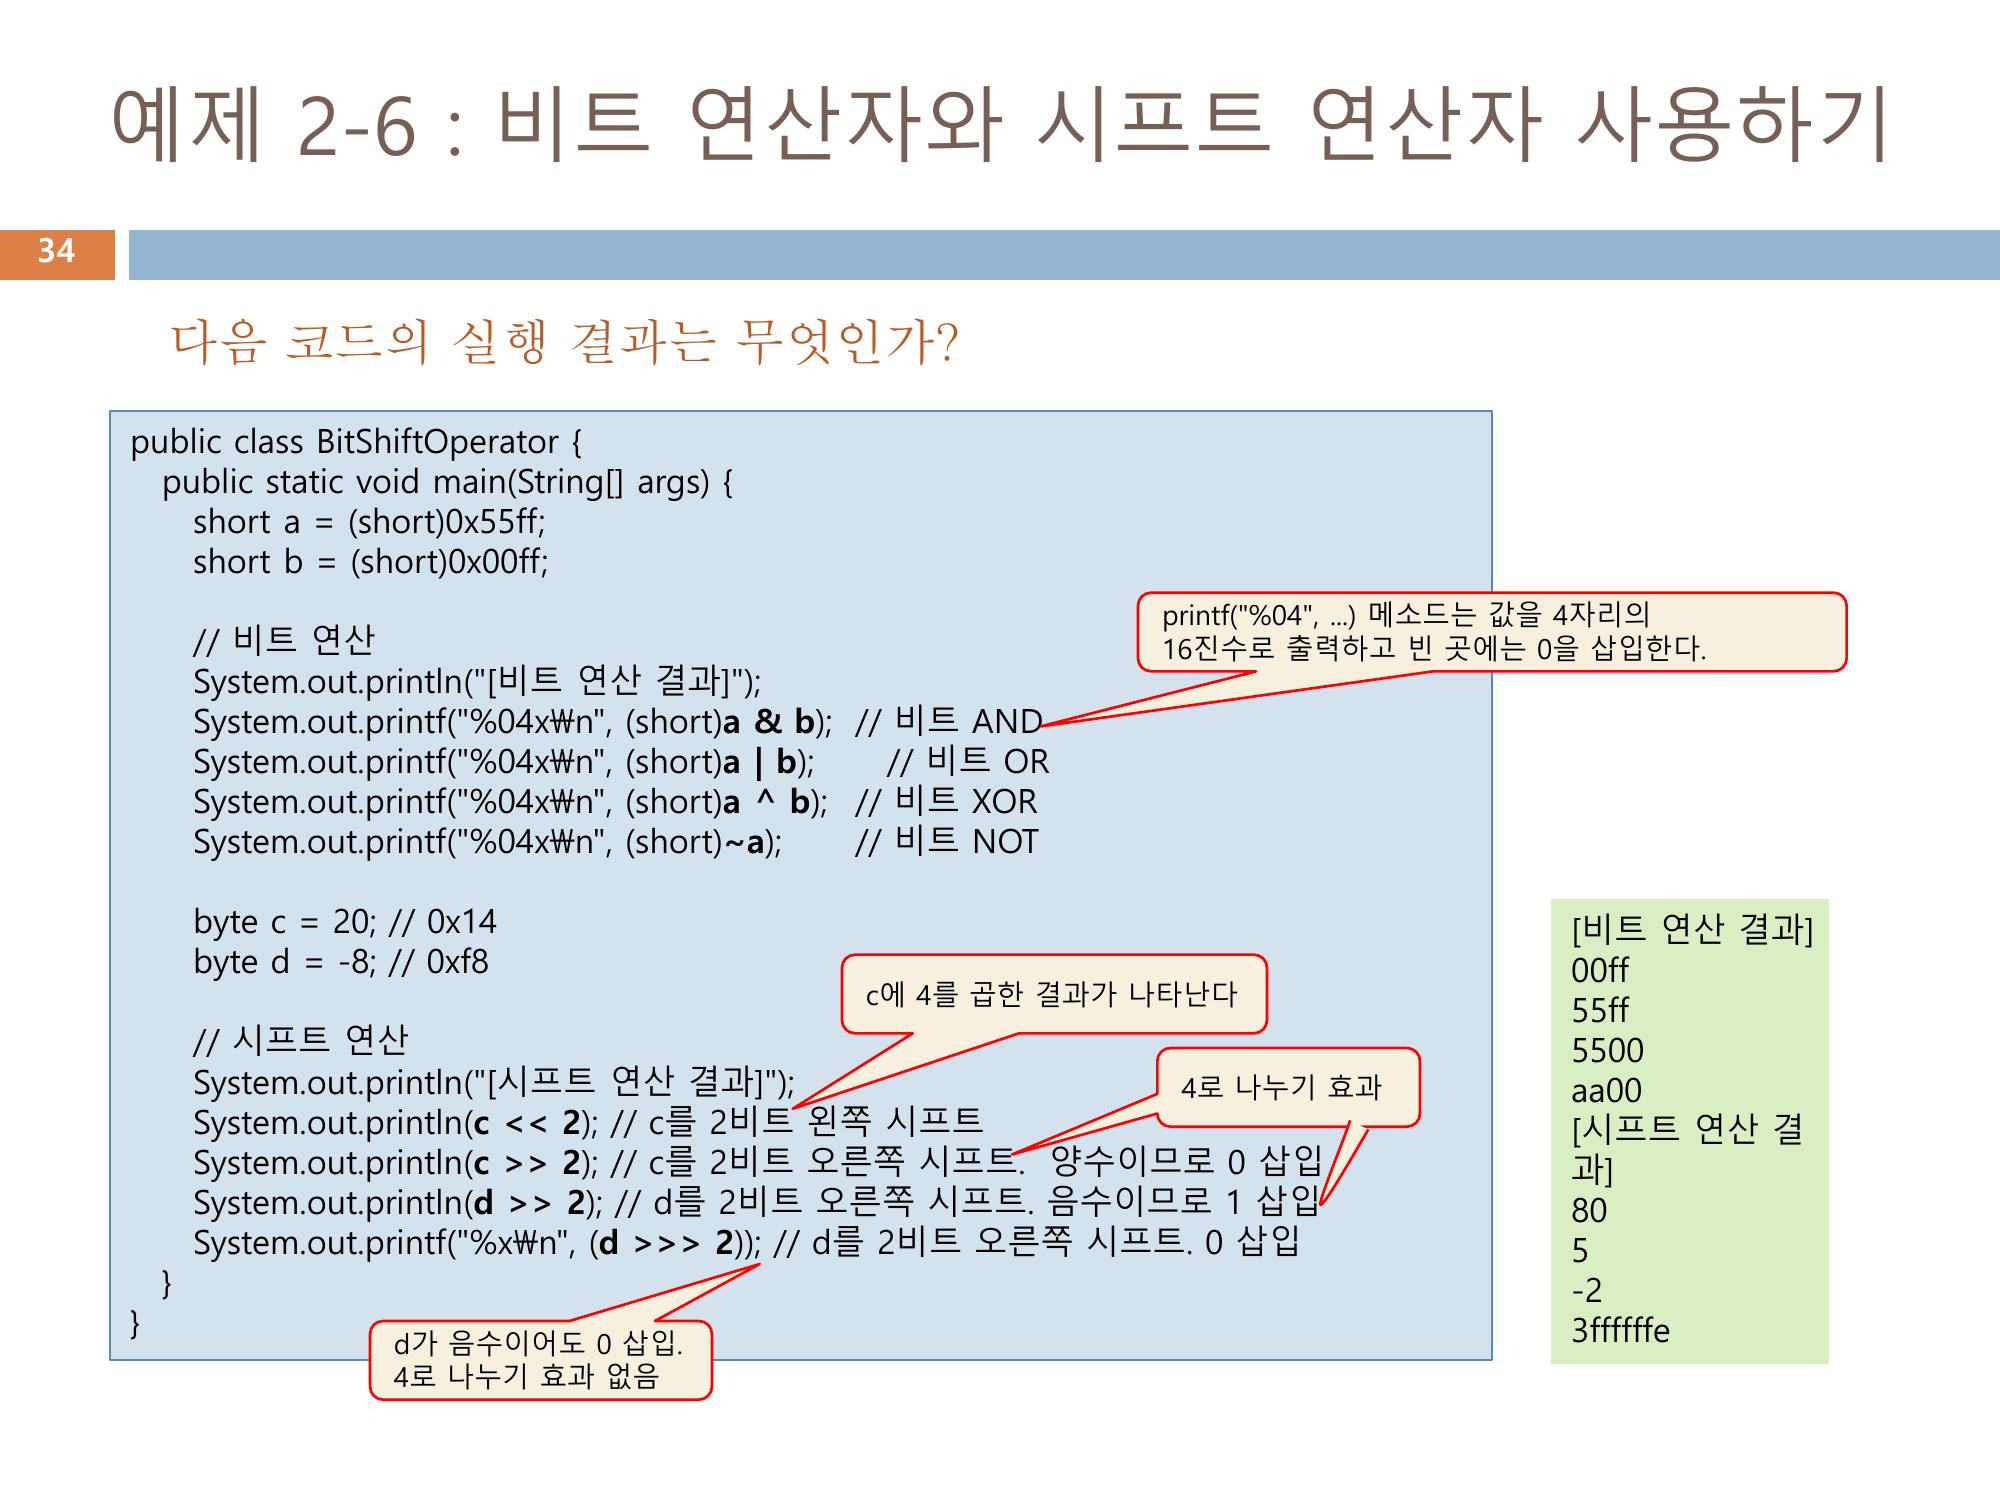 예제 2-6 : 비트 연산자와 시프트 연산자 사용하기
34
다음 코드의 실행 결과는 무엇인가?
public class BitShiftOperator {
public static void main(String[] args) {
short a = (short)0x55ff;
short b = (short)0x00ff;
// 비트 연산
System.out.println("[비트 연산 결과]");
System.out.printf("%04x₩n", (short)a & b); // 비트 AND
System.out.printf("%04x₩n", (short)a | b); // 비트 OR
System.out.printf("%04x₩n", (short)a ^ b); // 비트 XOR
System.out.printf("%04x₩n", (short)~a); // 비트 NOT
byte c = 20; // 0x14
byte d = -8; // 0xf8
// 시프트 연산
System.out.println("[시프트 연산 결과]");
System.out.println(c << 2); // c를 2비트 왼쪽 시프트
System.out.println(c >> 2); // c를 2비트 오른쪽 시프트. 양수이므로 0 삽입
System.out.println(d >> 2); // d를 2비트 오른쪽 시프트. 음수이므로 1 삽입
System.out.printf("%x₩n", (d >>> 2)); // d를 2비트 오른쪽 시프트. 0 삽입
}
}
printf("%04", ...) 메소드는 값을 4자리의
16진수로 출력하고 빈 곳에는 0을 삽입한다.
c에 4를 곱한 결과가 나타난다
4로 나누기 효과
d가 음수이어도 0 삽입.
4로 나누기 효과 없음
[비트 연산 결과]
00ff
55ff
5500
aa00
[시프트 연산 결
과]
80
5
-2
3ffffffe